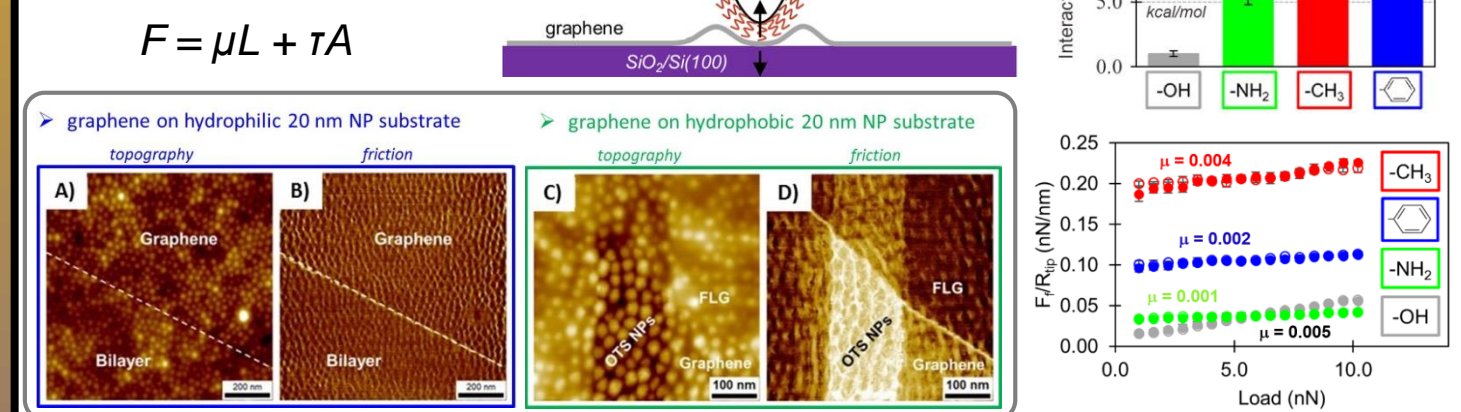 F = μL + τA
graphene
SiO₂/Si(100)
➢ graphene on hydrophilic 20 nm NP substrate
topography
friction
A)
Graphene
Bilayer
200 nm
B)
Graphene
Bilayer
200 nm
➢ graphene on hydrophobic 20 nm NP substrate
topography
friction
C)
FLG
OTS NPs
Graphene
100 nm
D)
FLG
OTS NPs
Graphene
100 nm
Interact
5.0
kcal/mol
0.0
-OH
-NH₂
-CH₃
0.25
0.20
0.15
0.10
0.05
0.00
Ff/Rtip (nN/nm)
μ = 0.004
μ = 0.002
μ = 0.001
μ = 0.005
-CH₃
-NH₂
-OH
0.0
5.0
10.0
Load (nN)